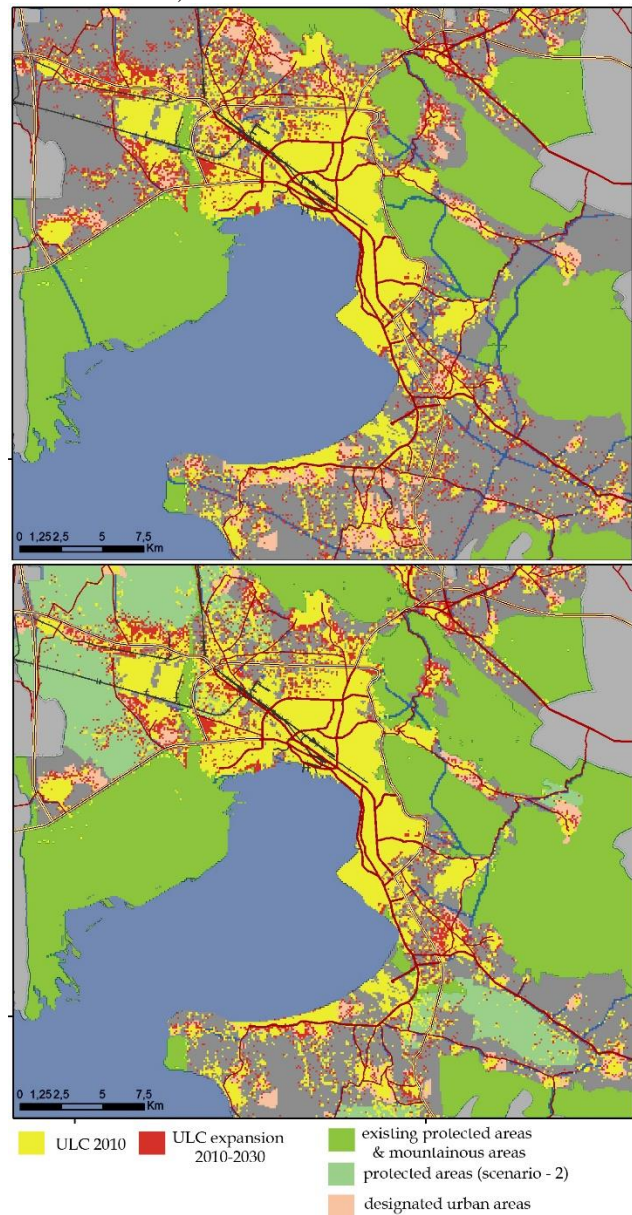 0 1,25 2,5 5 7,5
Km
0 1,25 2,5 5 7,5
Km
ULC 2010
ULC expansion
2010-2030
existing protected areas
& mountainous areas
protected areas (scenario - 2)
designated urban areas